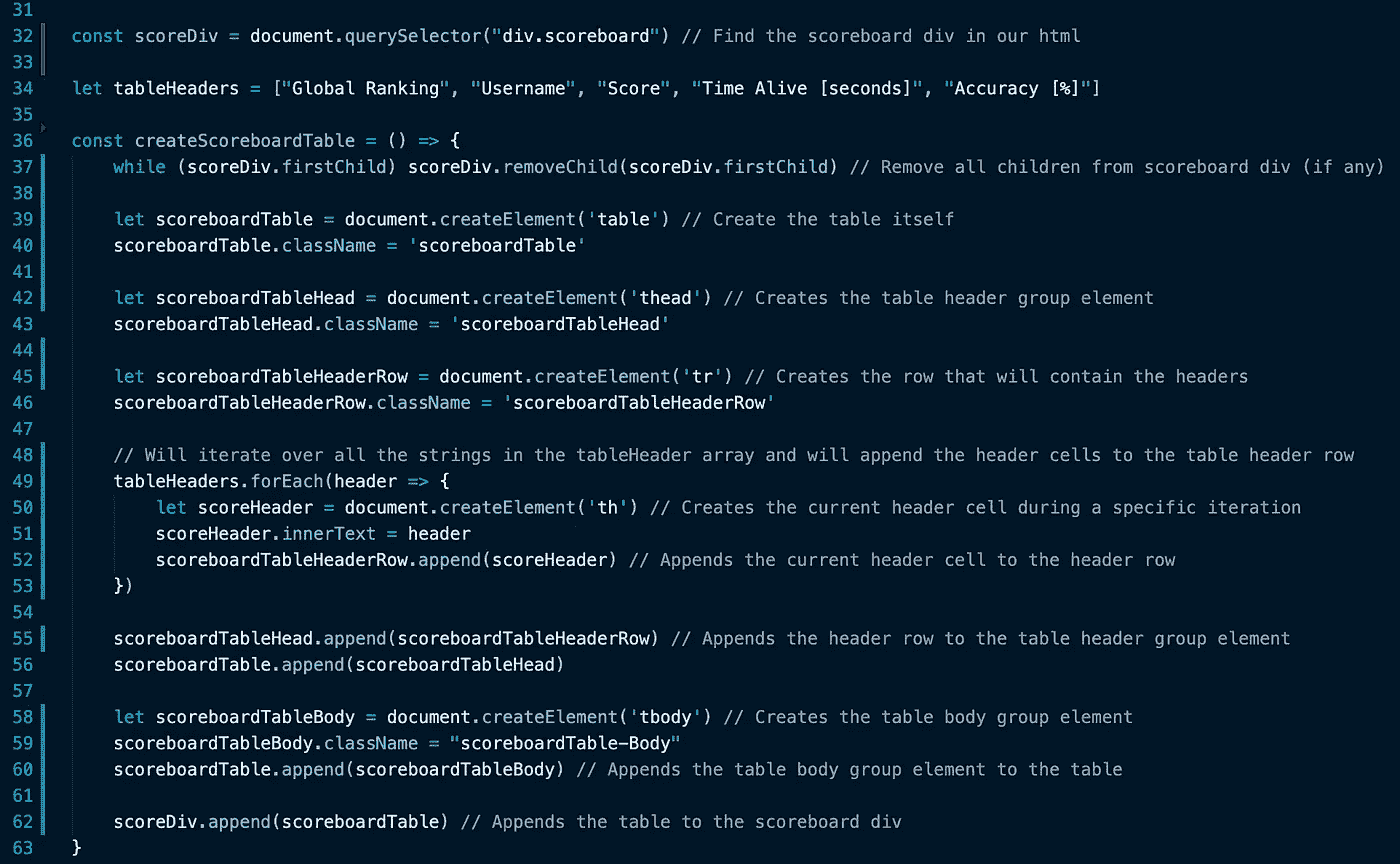 31
32 const scoreDiv = document.querySelector("div.scoreboard") // Find the scoreboard div in our html
33
34 let tableHeaders = ["Global Ranking", "Username", "Score", "Time Alive [seconds]", "Accuracy [%]"]
35
36 const createScoreboardTable = () => {
37     while (scoreDiv.firstChild) scoreDiv.removeChild(scoreDiv.firstChild) // Remove all children from scoreboard div (if any)
38
39     let scoreboardTable = document.createElement('table') // Create the table itself
40     scoreboardTable.className = 'scoreboardTable'
41
42     let scoreboardTableHead = document.createElement('thead') // Creates the table header group element
43     scoreboardTableHead.className = 'scoreboardTableHead'
44
45     let scoreboardTableHeaderRow = document.createElement('tr') // Creates the row that will contain the headers
46     scoreboardTableHeaderRow.className = 'scoreboardTableHeaderRow'
47
48     // Will iterate over all the strings in the tableHeader array and will append the header cells to the table header row
49     tableHeaders.forEach(header => {
50         let scoreHeader = document.createElement('th') // Creates the current header cell during a specific iteration
51         scoreHeader.innerText = header
52         scoreboardTableHeaderRow.append(scoreHeader) // Appends the current header cell to the header row
53     })
54
55     scoreboardTableHead.append(scoreboardTableHeaderRow) // Appends the header row to the table header group element
56     scoreboardTable.append(scoreboardTableHead)
57
58     let scoreboardTableBody = document.createElement('tbody') // Creates the table body group element
59     scoreboardTableBody.className = "scoreboardTable-Body"
60     scoreboardTable.append(scoreboardTableBody) // Appends the table body group element to the table
61
62     scoreDiv.append(scoreboardTable) // Appends the table to the scoreboard div
63 }